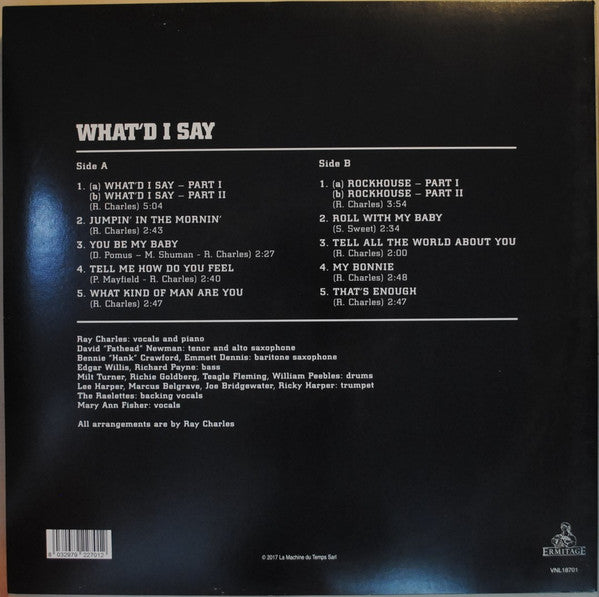 WHAT'D I SAY
Side A
1. (a) WHAT'D I SAY – PART I
(b) WHAT'D I SAY – PART II
(R. Charles) 5:04
2. JUMPIN' IN THE MORNIN'
(R. Charles) 2:43
3. YOU BE MY BABY
(D. Pomus – M. Shuman - R. Charles) 2:27
4. TELL ME HOW DO YOU FEEL
(P. Mayfield - R. Charles) 2:40
5. WHAT KIND OF MAN ARE YOU
(R. Charles) 2:47
Side B
1. (a) ROCKHOUSE – PART I
(b) ROCKHOUSE – PART II
(R. Charles) 3:54
2. ROLL WITH MY BABY
(S. Sweet) 2:34
3. TELL ALL THE WORLD ABOUT YOU
(R. Charles) 2:00
4. MY BONNIE
(R. Charles) 2:48
5. THAT'S ENOUGH
(R. Charles) 2:47
Ray Charles: vocals and piano
David "Fathead" Newman: tenor and alto saxophone
Bennie "Hank" Crawford, Emmett Dennis: baritone saxophone
Edgar Willis, Richard Payne: bass
Milt Turner, Richie Goldberg, Teagle Fleming, William Peebles: drums
Lee Harper, Marcus Belgrave, Joe Bridgewater, Ricky Harper: trumpet
The Raelettes: backing vocals
Mary Ann Fisher: vocals
All arrangements are by Ray Charles
8 032979 227012
© 2017 La Machine du Temps Sarl
ERMITAGE
VNL18701